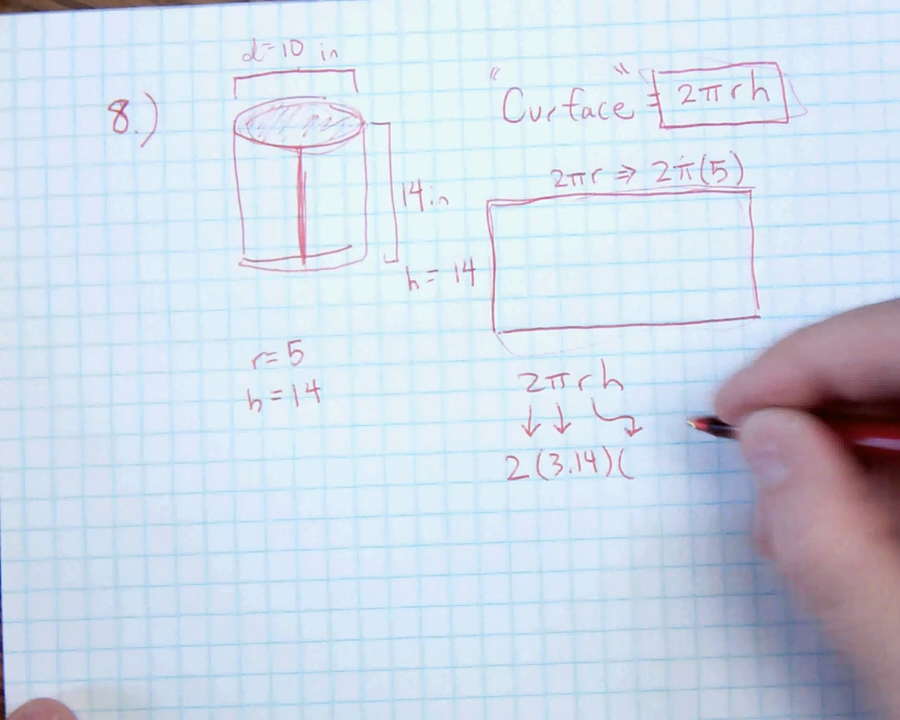 8.)
d=10 in
14 in
r=5
h=14
"Curface" = 2πrh
2πr ⇒ 2π(5)
h = 14
2πrh
2(3.14)(